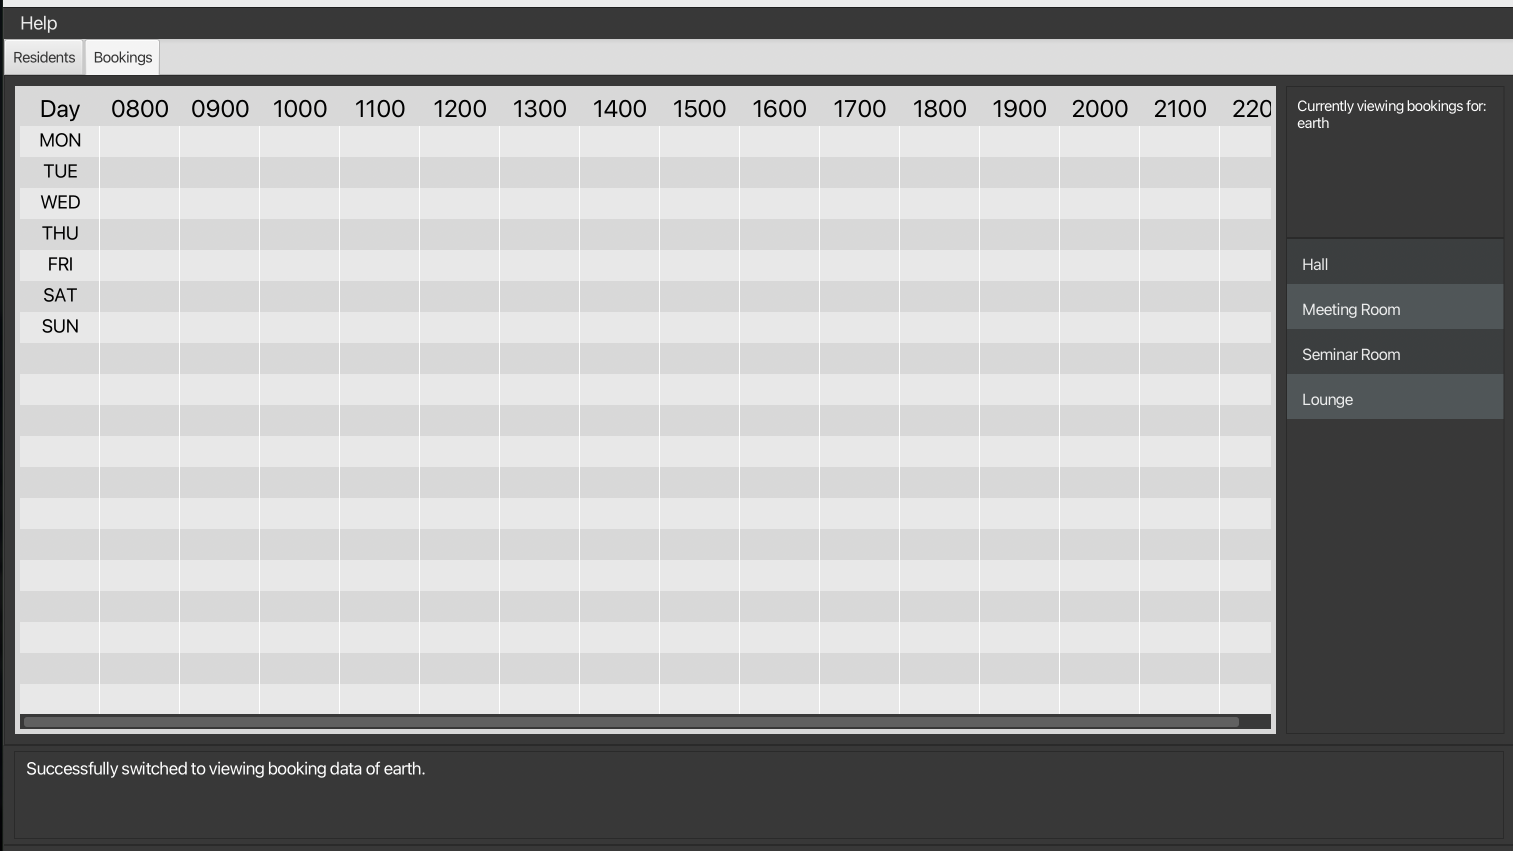 Help
Residents Bookings
Day 0800 0900 1000 1100 1200 1300 1400 1500 1600 1700 1800 1900 2000 2100 220
MON
TUE
WED
THU
FRI
SAT
SUN
Currently viewing bookings for:
earth
Hall
Meeting Room
Seminar Room
Lounge
Successfully switched to viewing booking data of earth.